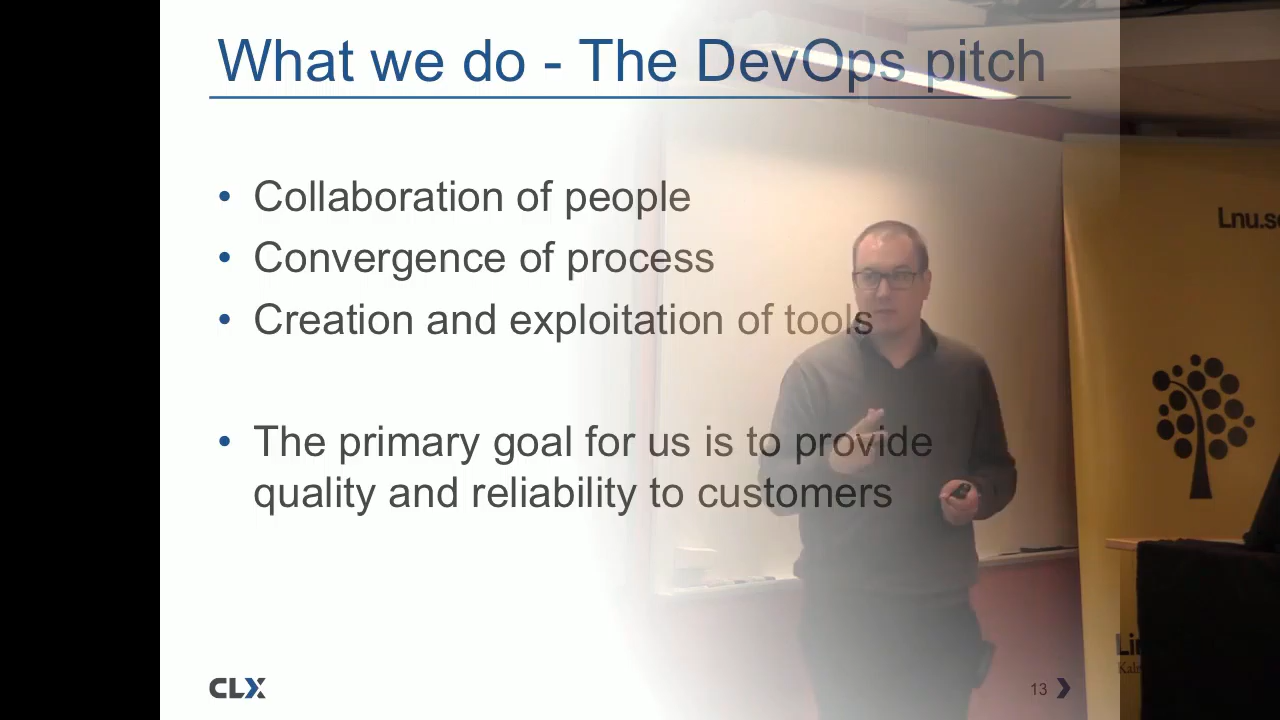 What we do - The DevOps pitch
• Collaboration of people
• Convergence of process
• Creation and exploitation of tools
• The primary goal for us is to provide
quality and reliability to customers
CLX
13
Lnu.s